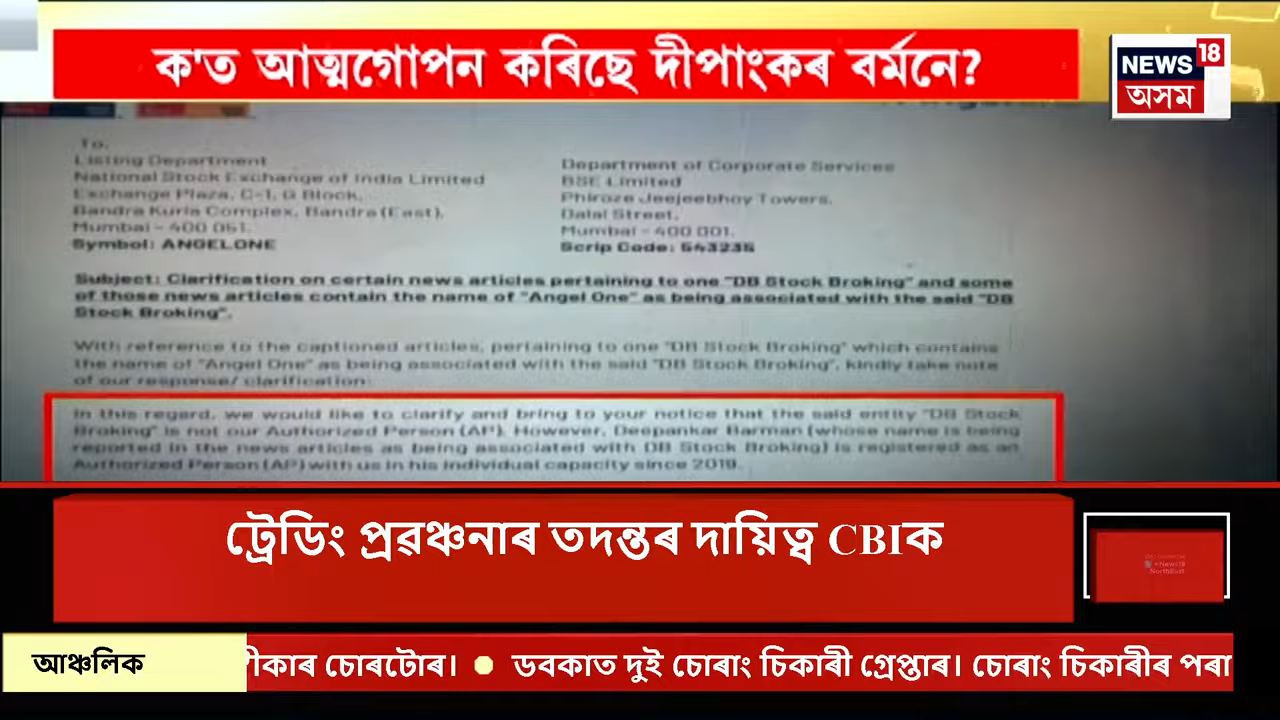 ক'ত আত্মগোপন কৰিছে দীপাংকৰ বৰ্মনে?
NEWS 18
অসম
To,
Listing Department
National Stock Exchange of India Limited
Exchange Plaza, C-1, G Block,
Bandra Kurla Complex, Bandra (East),
Mumbai - 400 051.
Symbol: ANGELONE
Department of Corporate Services
BSE Limited
Phiroze Jeejeebhoy Towers,
Dalal Street,
Mumbai - 400 001.
Scrip Code: 543235
Subject: Clarification on certain news articles pertaining to one "DB Stock Broking" and some
of those news articles contain the name of "Angel One" as being associated with the said "DB
Stock Broking".
With reference to the captioned articles, pertaining to one "DB Stock Broking" which contains
the name of "Angel One" as being associated with the said "DB Stock Broking", kindly take note
of our response/ clarification:
In this regard, we would like to clarify and bring to your notice that the said entity "DB Stock
Broking" is not our Authorized Person (AP). However, Deepankar Barman (whose name is being
reported in the news articles as being associated with DB Stock Broking) is registered as an
Authorized Person (AP) with us in his individual capacity since 2019.
ট্ৰেডিং প্ৰৱঞ্চনাৰ তদন্তৰ দায়িত্ব CBIক
News18
NorthEast
আঞ্চলিক
চোৰটোৰ। ● ডবকাত দুই চোৰাং চিকাৰী গ্ৰেপ্তাৰ। চোৰাং চিকাৰীৰ পৰা